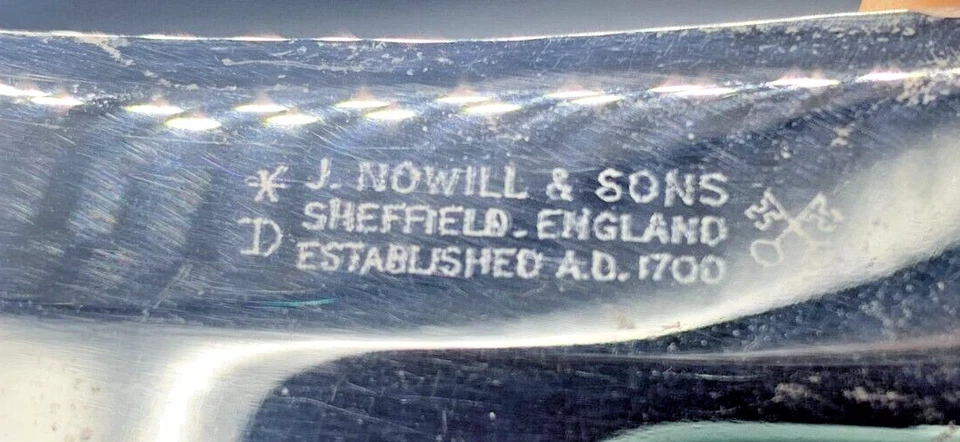 * J. NOWILL & SONS
D SHEFFIELD. ENGLAND
ESTABLISHED A.D. 1700